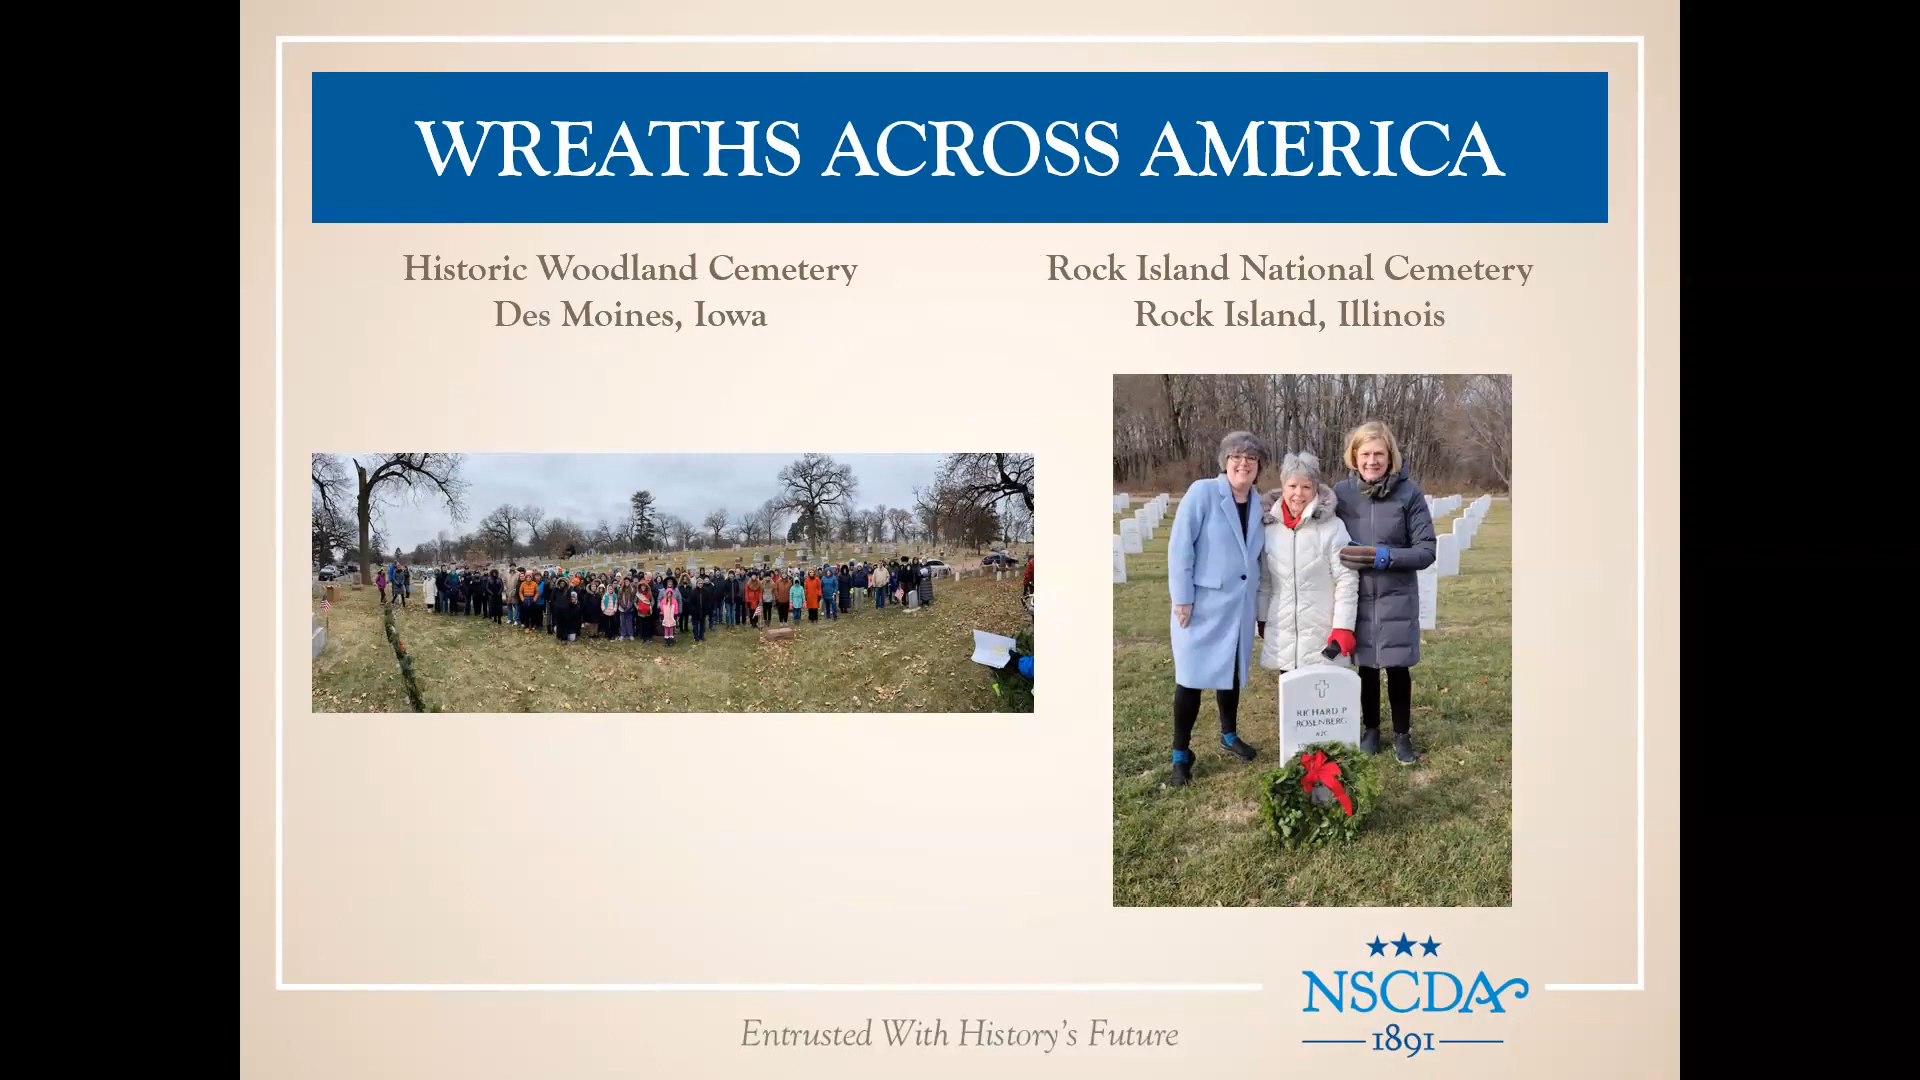 WREATHS ACROSS AMERICA
Historic Woodland Cemetery
Des Moines, Iowa
Rock Island National Cemetery
Rock Island, Illinois
RICHARD P
ROSENBERG
A2C
NSCDA
1891
Entrusted With History's Future